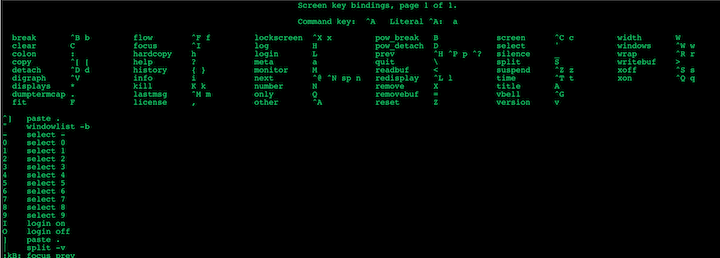 Screen key bindings, page 1 of 1.
Command key: ^A Literal ^A: a
break ^B b flow ^F f lockscreen ^X x pow_break B screen ^C c width W
clear C focus ^I log H pow_detach D select ' windows ^W w
colon : hardcopy h login L prev ^H ^P p ^? silence _ wrap ^R r
copy ^[ [ help ? meta a quit \ split S writebuf >
detach ^D d history { } monitor M readbuf < suspend ^Z z xoff ^S s
digraph ^V info i next ^@ ^N sp n redisplay ^L l time ^T t xon ^Q q
displays * kill K k number N remove X title A
dumptermcap . lastmsg ^M m only Q removebuf = vbell ^G
fit F license , other ^A reset Z version v
^] paste .
" windowlist -b
- select -
0 select 0
1 select 1
2 select 2
3 select 3
4 select 4
5 select 5
6 select 6
7 select 7
8 select 8
9 select 9
I login on
O login off
] paste .
| split -v
:kB: focus prev